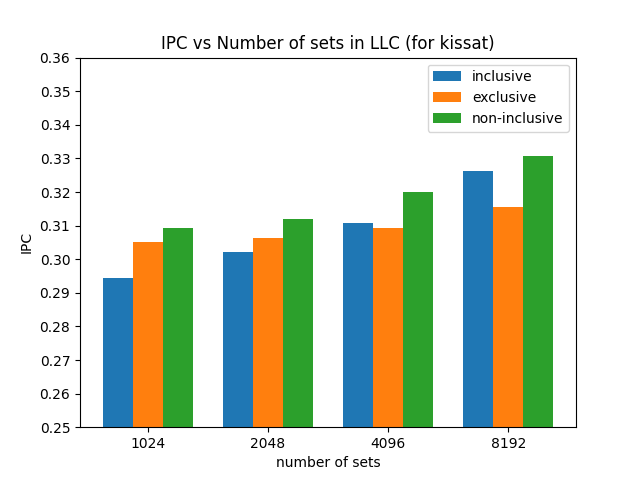 IPC vs Number of sets in LLC (for kissat)
inclusive
exclusive
non-inclusive
IPC
0.36
0.35
0.34
0.33
0.32
0.31
0.30
0.29
0.28
0.27
0.26
0.25
1024 2048 4096 8192
number of sets